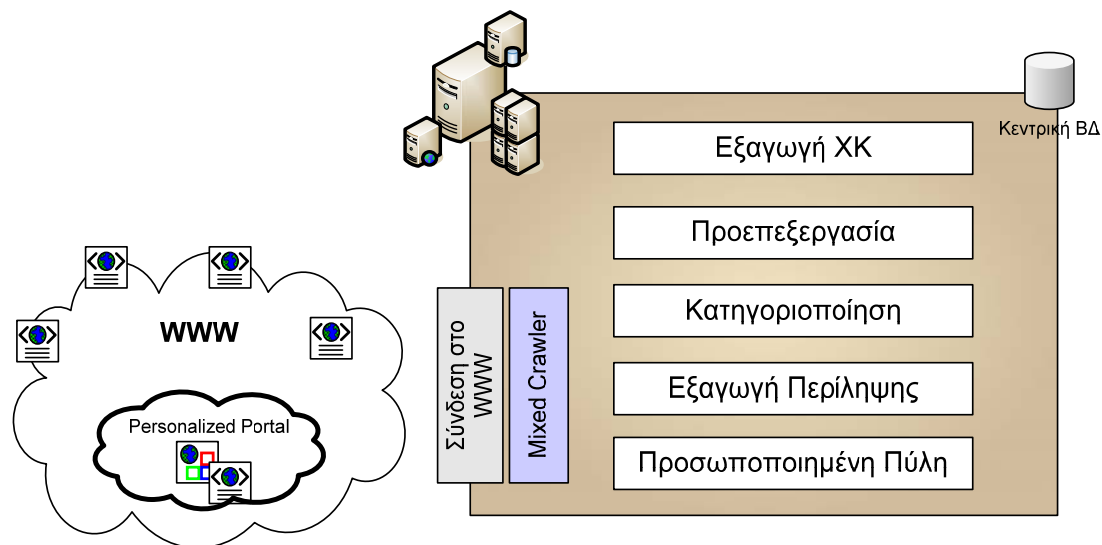 Κεντρική ΒΔ
Εξαγωγή ΧΚ
Προεπεξεργασία
Κατηγοριοποίηση
Εξαγωγή Περίληψης
Προσωποποιημένη Πύλη
Σύνδεση στο
WWW
Mixed Crawler
WWW
Personalized Portal